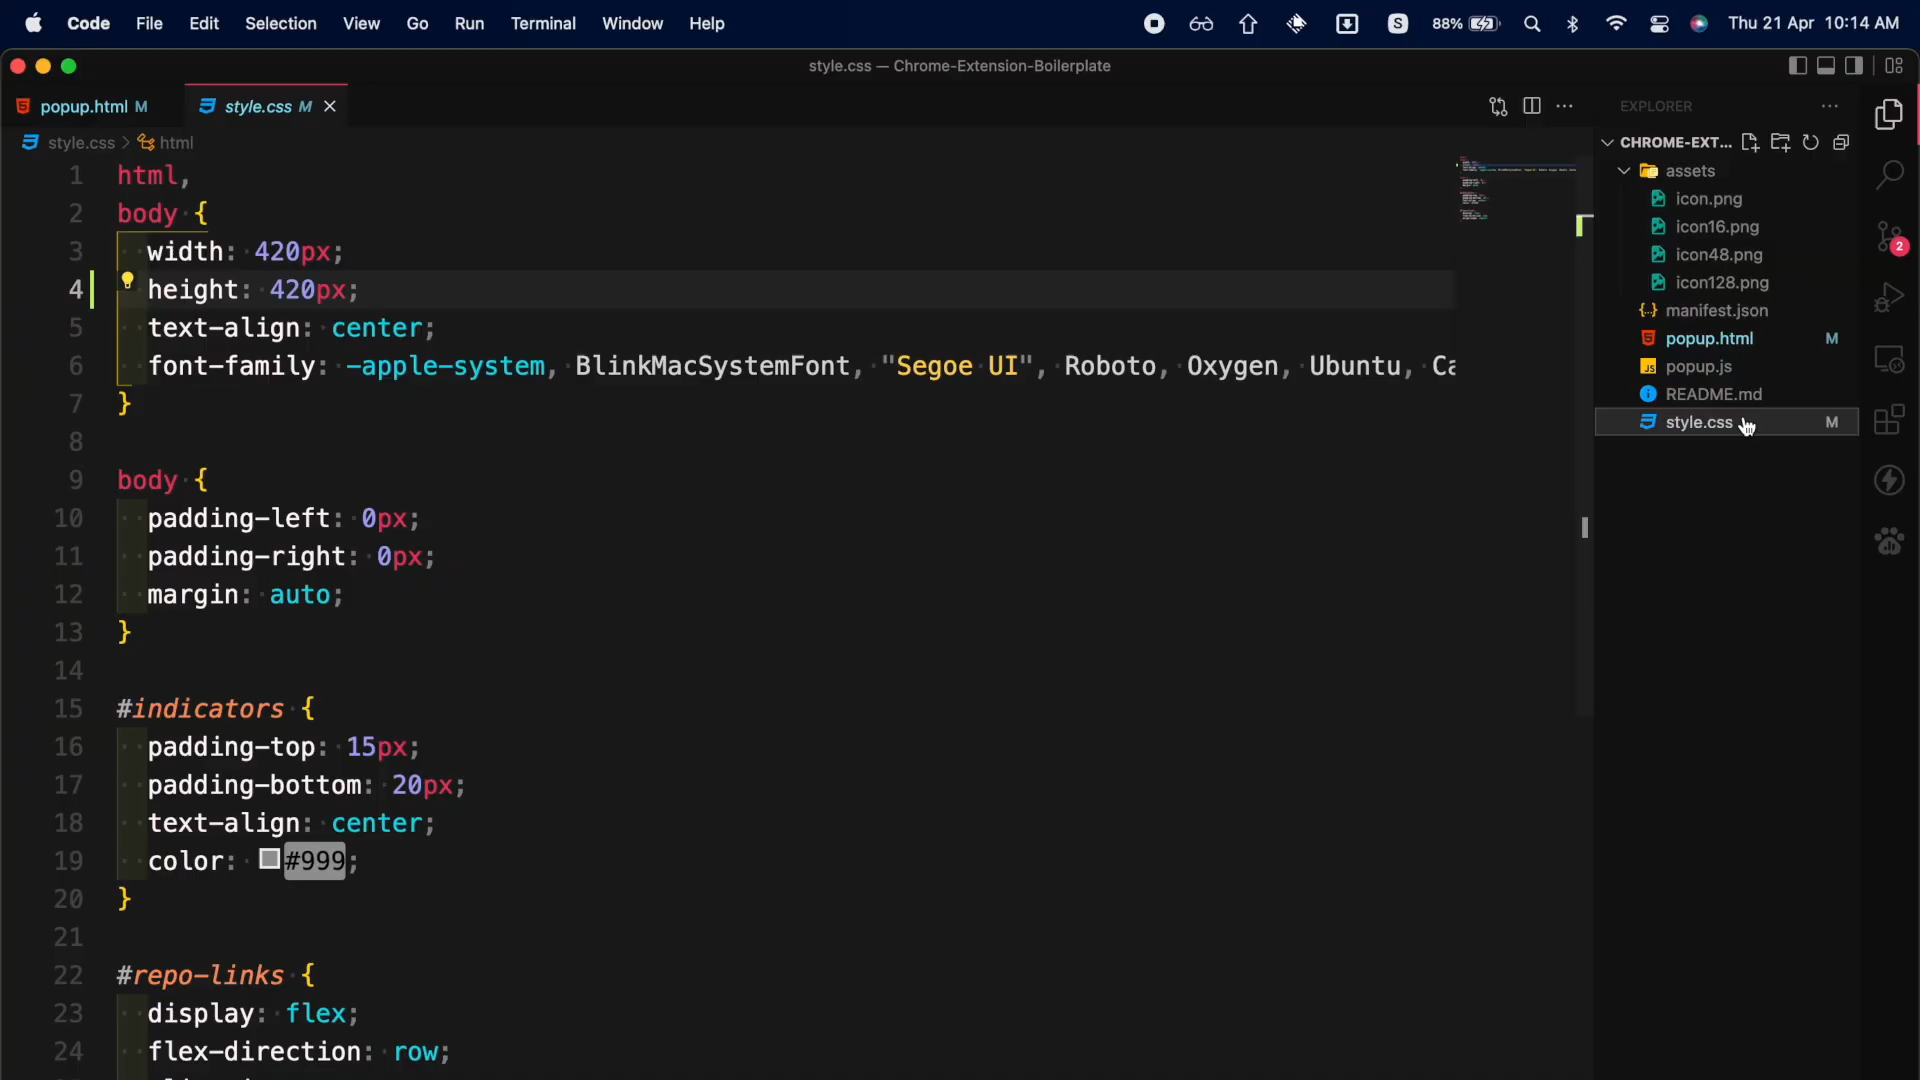 Code File Edit Selection View Go Run Terminal Window Help S 88% Thu 21 Apr 10:14 AM
style.css — Chrome-Extension-Boilerplate
popup.html M style.css M
style.css > html
1 html,
2 body {
3 width: 420px;
4 height: 420px;
5 text-align: center;
6 font-family: -apple-system, BlinkMacSystemFont, "Segoe UI", Roboto, Oxygen, Ubuntu, Ca
7 }
8
9 body {
10 padding-left: 0px;
11 padding-right: 0px;
12 margin: auto;
13 }
14
15 #indicators {
16 padding-top: 15px;
17 padding-bottom: 20px;
18 text-align: center;
19 color: #999;
20 }
21
22 #repo-links {
23 display: flex;
24 flex-direction: row;
EXPLORER
CHROME-EXT...
assets
icon.png
icon16.png
icon48.png
icon128.png
{..} manifest.json
popup.html M
JS popup.js
README.md
style.css M
2